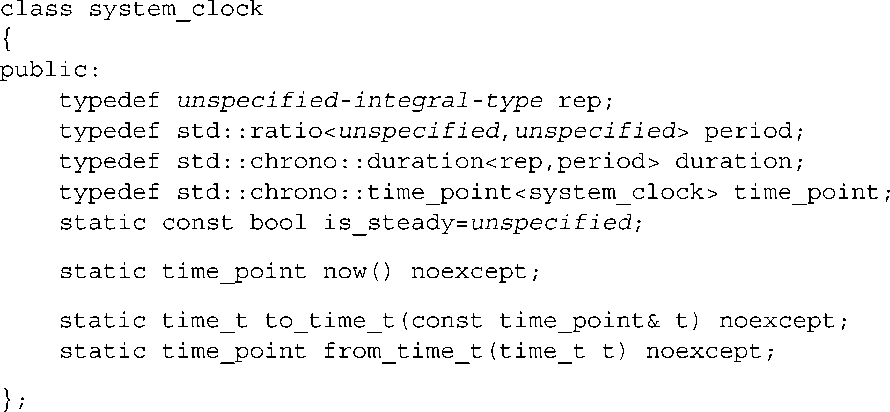 class system_clock
{
public:
    typedef unspecified-integral-type rep;
    typedef std::ratio<unspecified,unspecified> period;
    typedef std::chrono::duration<rep,period> duration;
    typedef std::chrono::time_point<system_clock> time_point;
    static const bool is_steady=unspecified;
    static time_point now() noexcept;
    static time_t to_time_t(const time_point& t) noexcept;
    static time_point from_time_t(time_t t) noexcept;
};